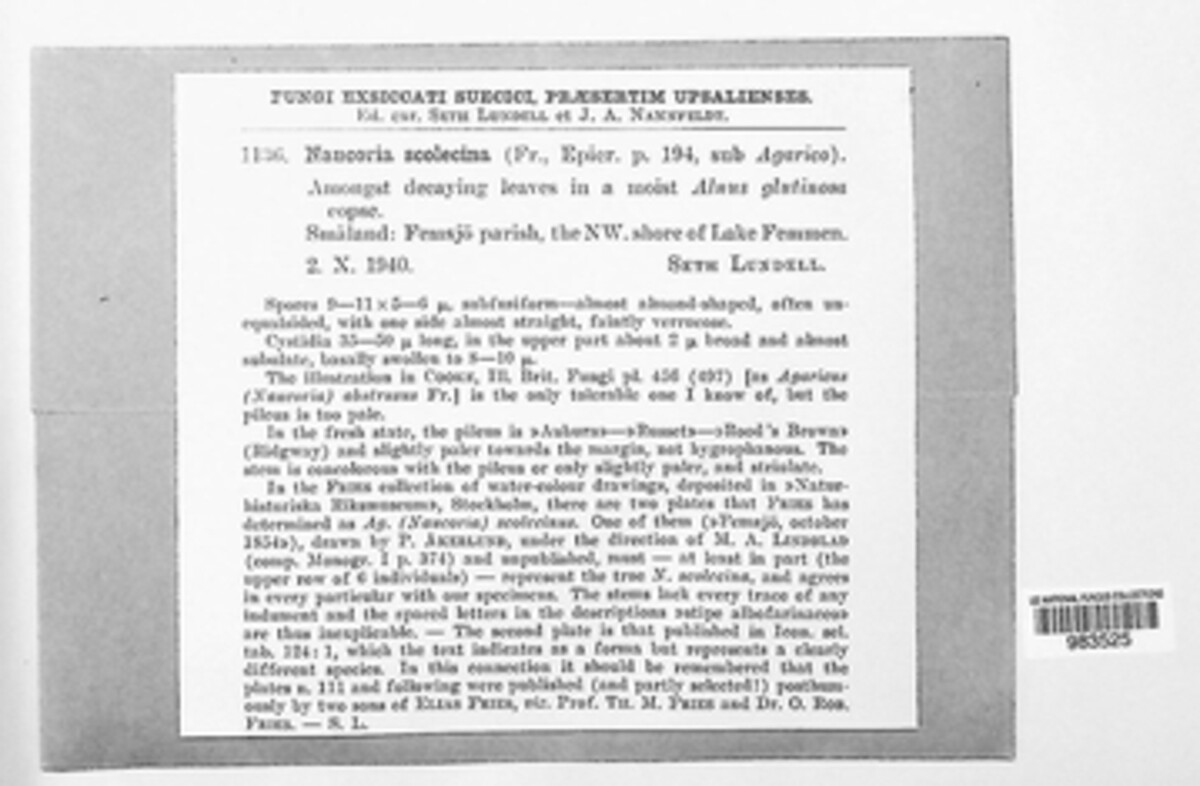 FUNGI EXSICCATI SUECICI, PRÆSERTIM UPSALIENSES.
Ed. cur. SETH LUNDELL et J. A. NANNFELDT.
Naucoria scolecina (Fr., Epicr. p. 194, sub Agarico).
Amongst decaying leaves in a moist Alnus glutinosa
copse.
Småland: Femsjö parish, the NW. shore of Lake Femmen.
2. X. 1940. SETH LUNDELL.
Spores 9—11×5—6 µ, subfusiform—almost almond-shaped, often un-
equalsided, with one side almost straight, faintly verrucose.
Cystidia 35—50 µ long, in the upper part about 2 µ broad and almost
subulate, basally swollen to 8—10 µ.
The illustration in COOKE, Ill. Brit. Fungi pl. 456 (497) [as Agaricus
(Naucoria) abstrusus Fr.] is the only tolerable one I know of, but the
pileus is too pale.
In the fresh state, the pileus is »Auburn»—»Russet»—»Rood's Brown»
(Ridgway) and slightly paler towards the margin, not hygrophanous. The
stem is concolorous with the pileus or only slightly paler, and striolate.
In the FRIES collection of water-colour drawings, deposited in »Natur-
historiska Riksmuseum», Stockholm, there are two plates that FRIES has
determined as Ag. (Naucoria) scolecinus. One of them (»Femsjö, october
1854»), drawn by P. ÅKERLUND, under the direction of M. A. LINDBLAD
(comp. Monogr. I p. 374) and unpublished, must — at least in part (the
upper row of 6 individuals) — represent the true N. scolecina, and agrees
in every particular with our specimens. The stems lack every trace of any
indument and the spaced letters in the descriptions »stipe albofarinaceo»
are thus inexplicable. — The second plate is that published in Icon. sel.
tab. 124: 1, which the text indicates as a forma but represents a clearly
different species. In this connection it should be remembered that the
plates n. 111 and following were published (and partly selected!) posthum-
ously by two sons of ELIAS FRIES, viz. Prof. TH. M. FRIES and Dr. O. ROB.
FRIES. — S. L.
US NATIONAL FUNGUS COLLECTIONS
983525